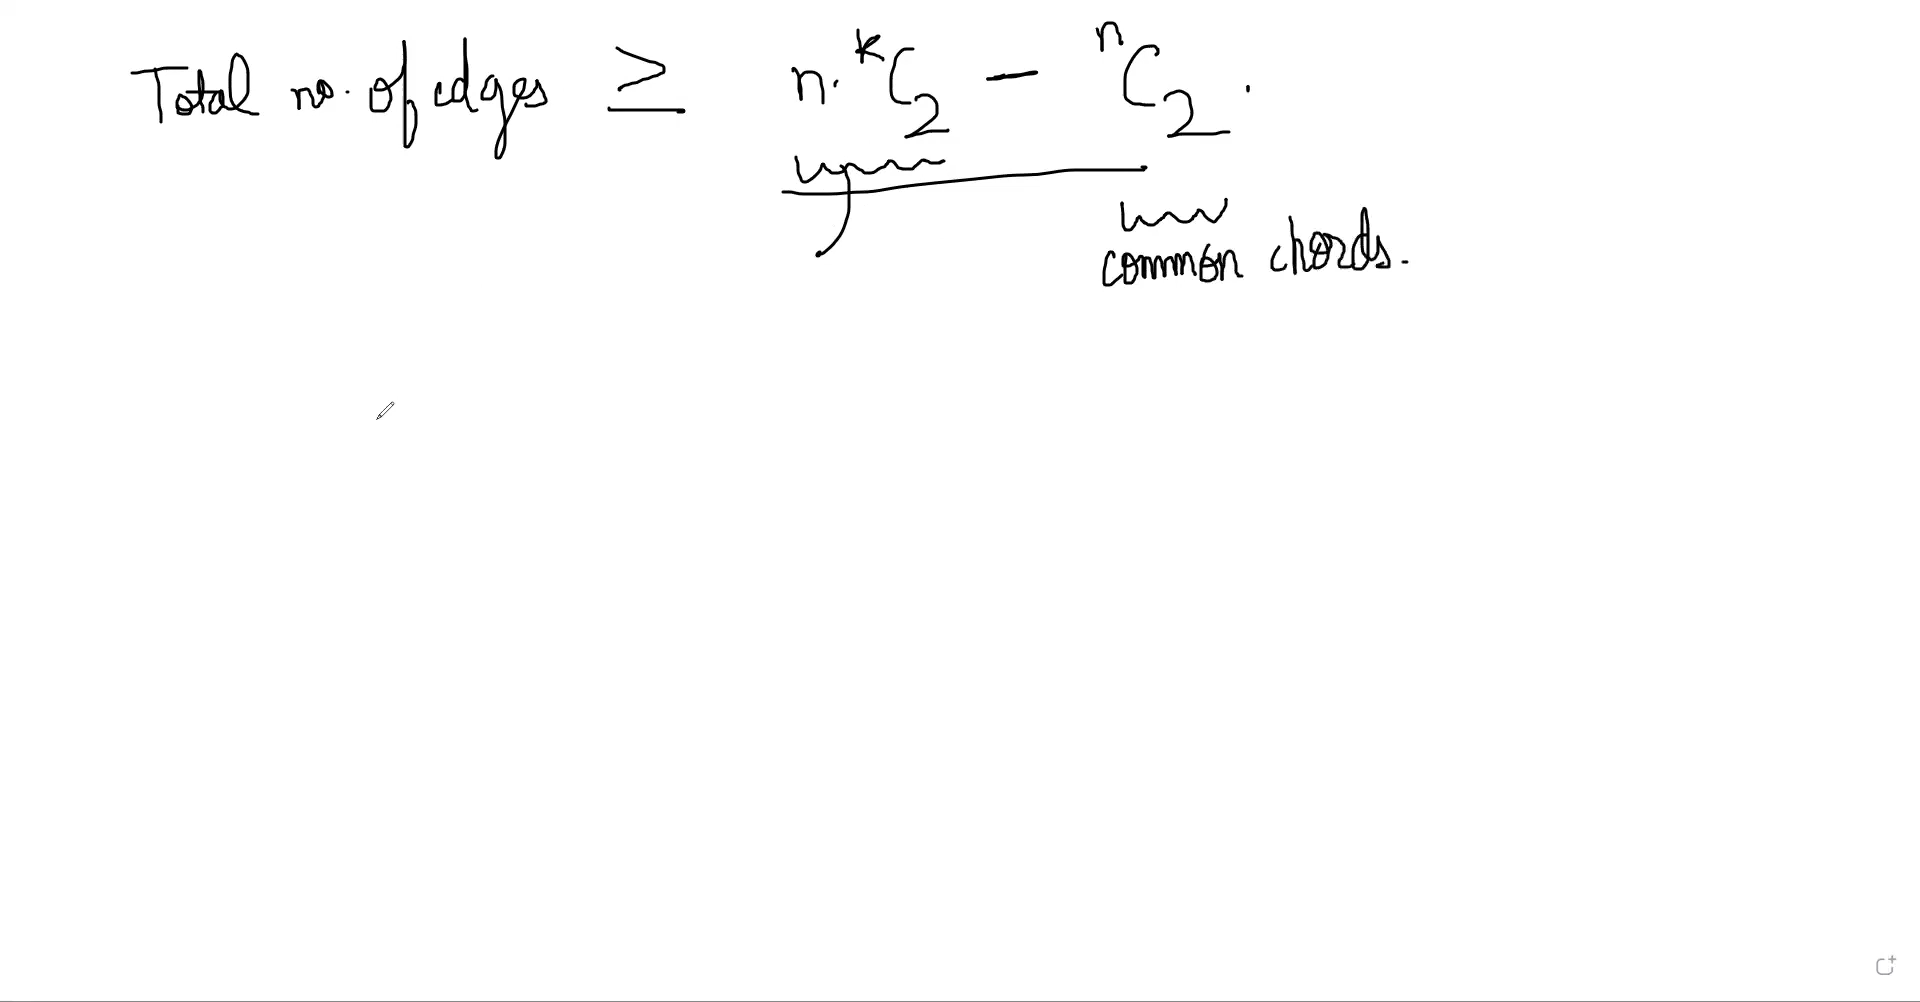 Total no. of edges ≥ n. ᵏC₂ − ⁿC₂ .
common chords.